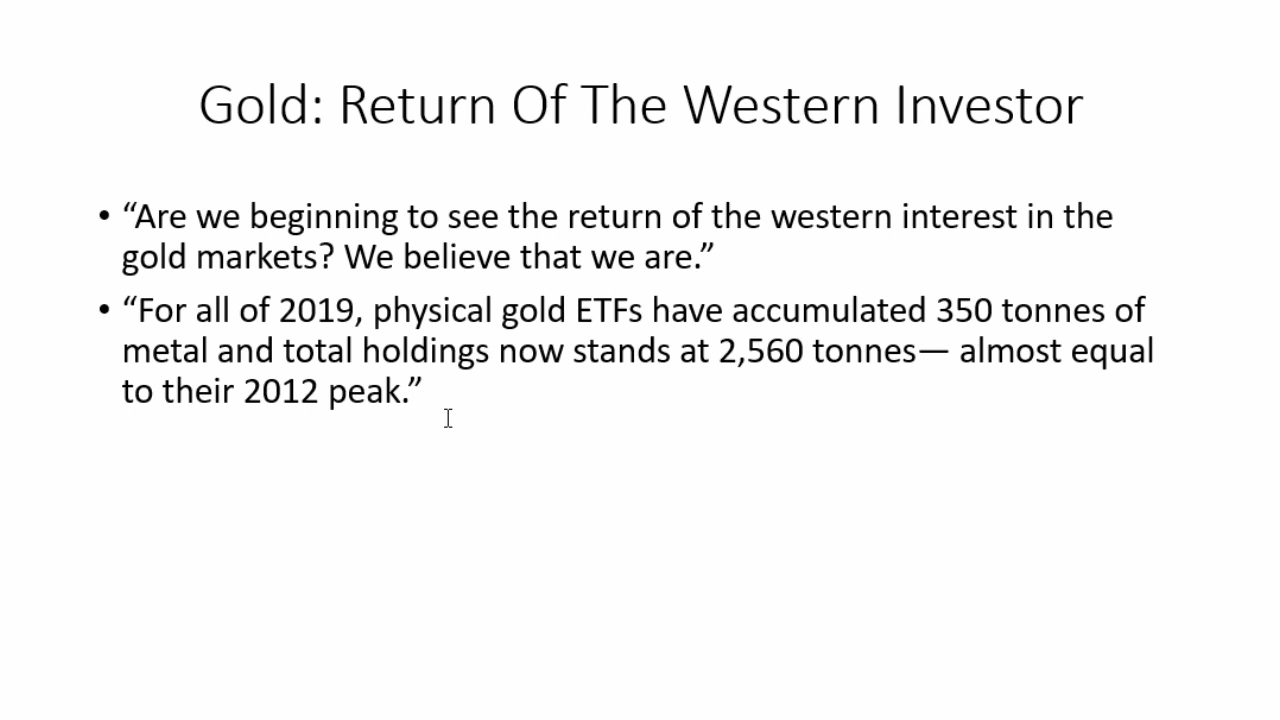 Gold: Return Of The Western Investor
• “Are we beginning to see the return of the western interest in the
gold markets? We believe that we are.”
• “For all of 2019, physical gold ETFs have accumulated 350 tonnes of
metal and total holdings now stands at 2,560 tonnes— almost equal
to their 2012 peak.”